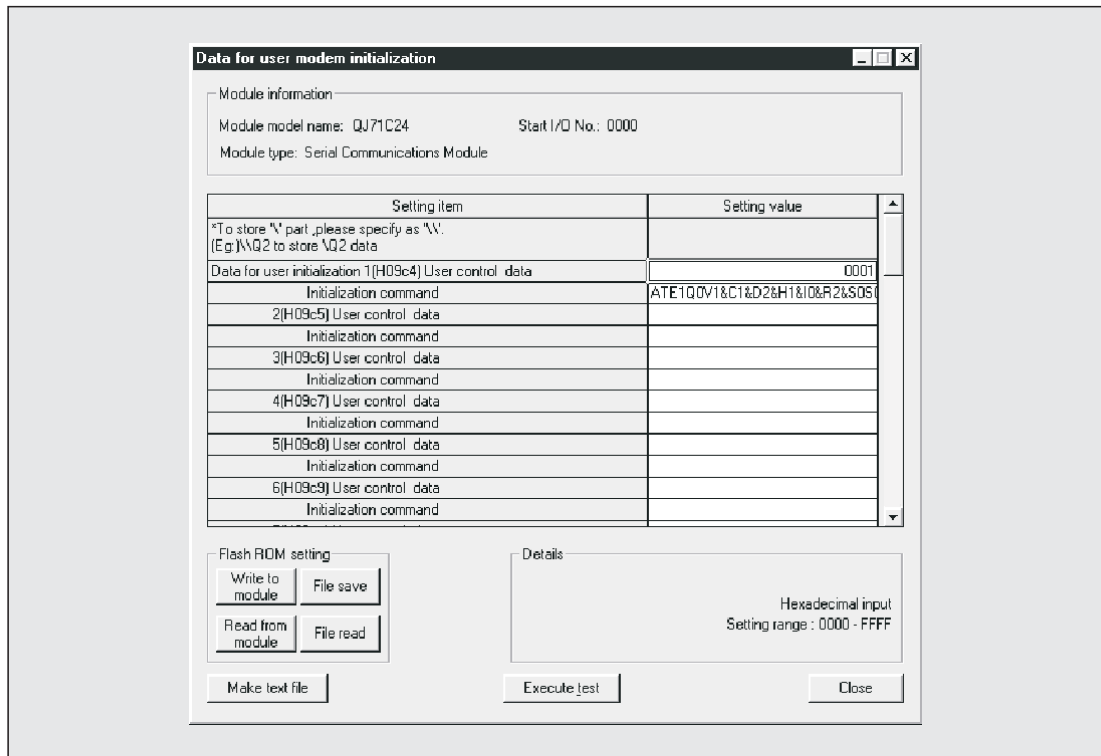 Data for user modem initialization
Module information
Module model name: QJ71C24 Start I/O No.: 0000
Module type: Serial Communications Module
Setting item Setting value
*To store '\' part ,please specify as '\\'.
(Eg:)\\Q2 to store \Q2 data
Data for user initialization 1(H09c4) User control data 0001
Initialization command ATE1Q0V1&C1&D2&H1&I0&R2&S0S0
2(H09c5) User control data
Initialization command
3(H09c6) User control data
Initialization command
4(H09c7) User control data
Initialization command
5(H09c8) User control data
Initialization command
6(H09c9) User control data
Initialization command
Flash ROM setting
Write to module File save
Read from module File read
Details
Hexadecimal input
Setting range : 0000 - FFFF
Make text file Execute test Close